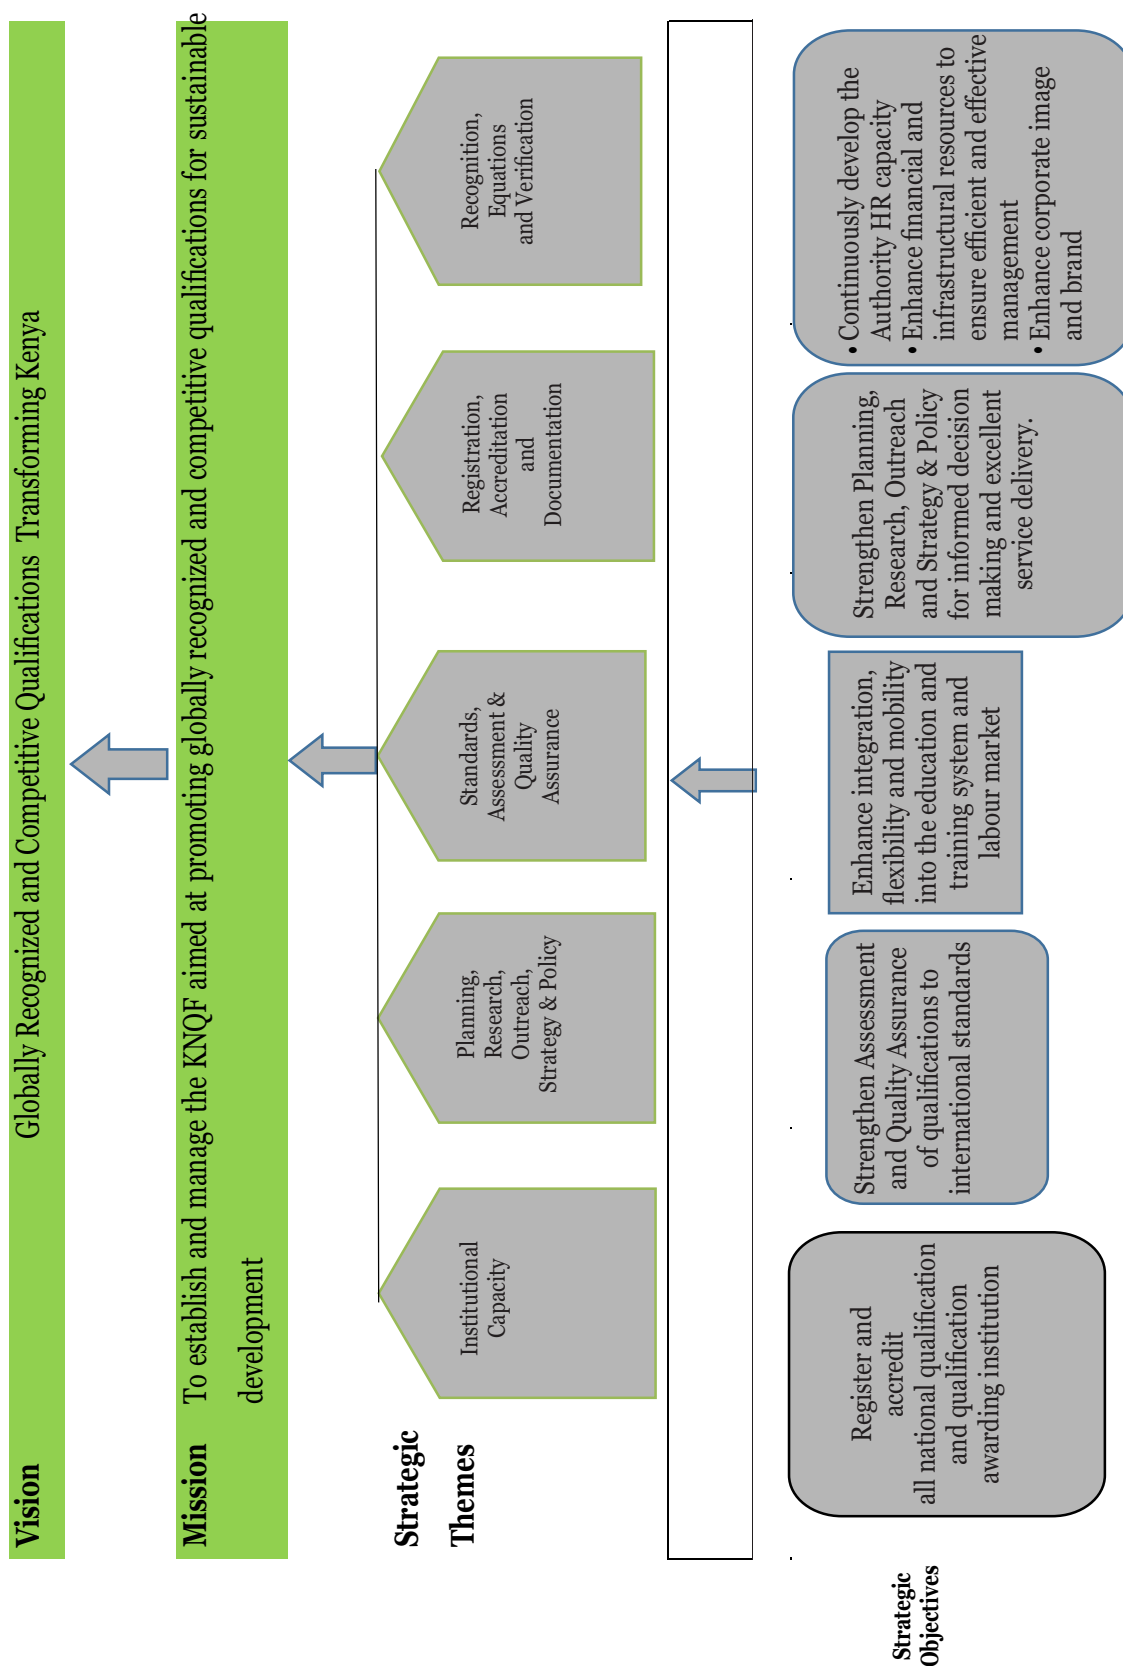 Vision Globally Recognized and Competitive Qualifications Transforming Kenya
Mission To establish and manage the KNQF aimed at promoting globally recognized and competitive qualifications for sustainable
development
Strategic
Themes
Institutional
Capacity
Planning,
Research,
Outreach,
Strategy & Policy
Standards,
Assessment &
Quality
Assurance
Registration,
Accreditation
and
Documentation
Recognition,
Equations
and Verification
Strategic
Objectives
Register and
accredit
all national qualification
and qualification
awarding institution
Strengthen Assessment
and Quality Assurance
of qualifications to
international standards
Enhance integration,
flexibility and mobility
into the education and
training system and
labour market
Strengthen Planning,
Research, Outreach
and Strategy & Policy
for informed decision
making and excellent
service delivery.
• Continuously develop the
Authority HR capacity
• Enhance financial and
infrastructural resources to
ensure efficient and effective
management
• Enhance corporate image
and brand